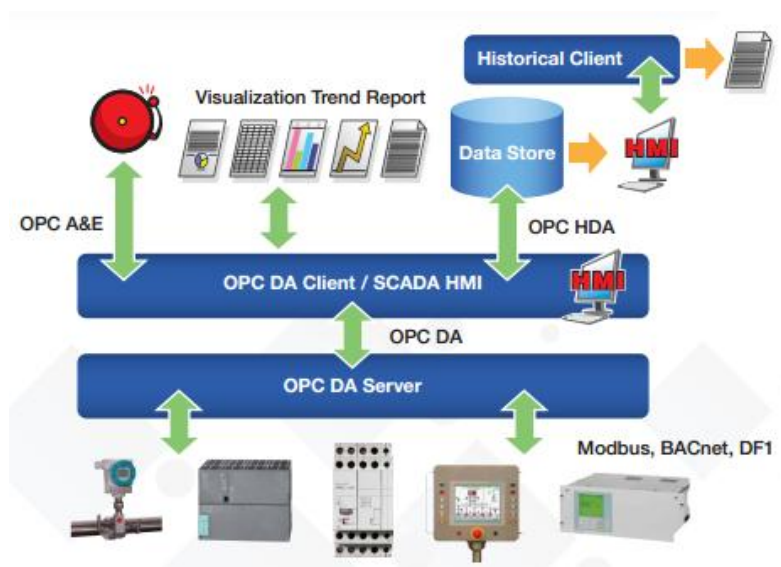 Historical Client
Visualization Trend Report
Data Store
HMI
OPC A&E
OPC HDA
OPC DA Client / SCADA HMI
HMI
OPC DA
OPC DA Server
Modbus, BACnet, DF1